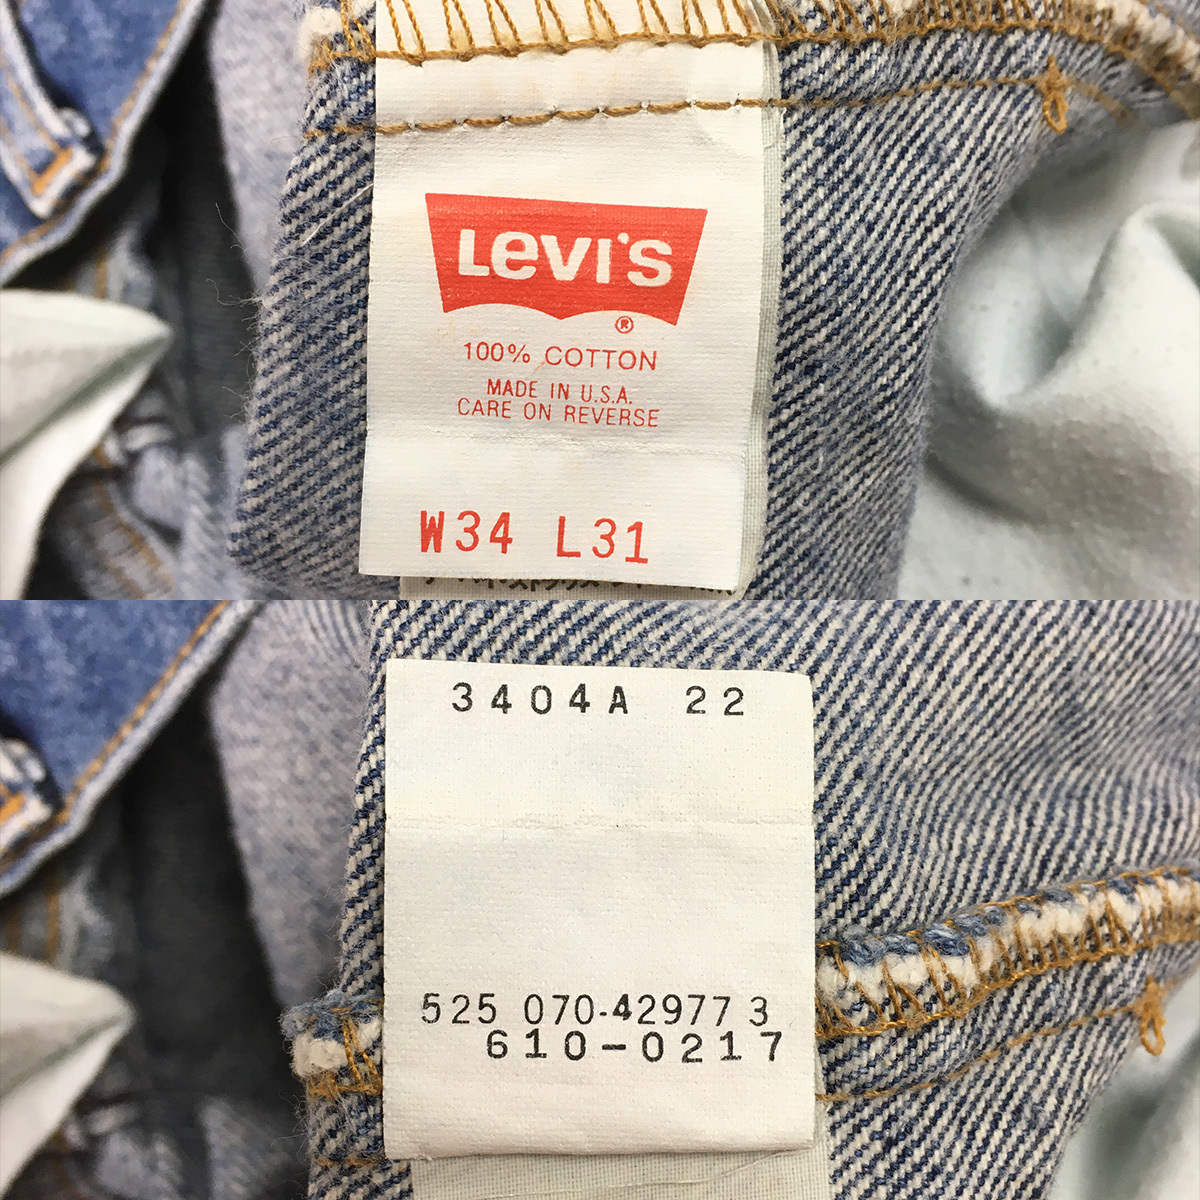 LEVI'S
®
100% COTTON
MADE IN U.S.A.
CARE ON REVERSE
W34 L31
3404A 22
525 070-42977 3
610-0217